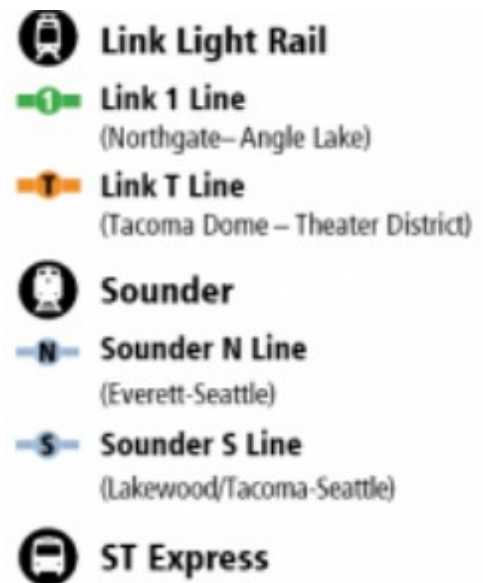 Link Light Rail
1 Link 1 Line
(Northgate–Angle Lake)
T Link T Line
(Tacoma Dome – Theater District)
Sounder
N Sounder N Line
(Everett-Seattle)
S Sounder S Line
(Lakewood/Tacoma-Seattle)
ST Express